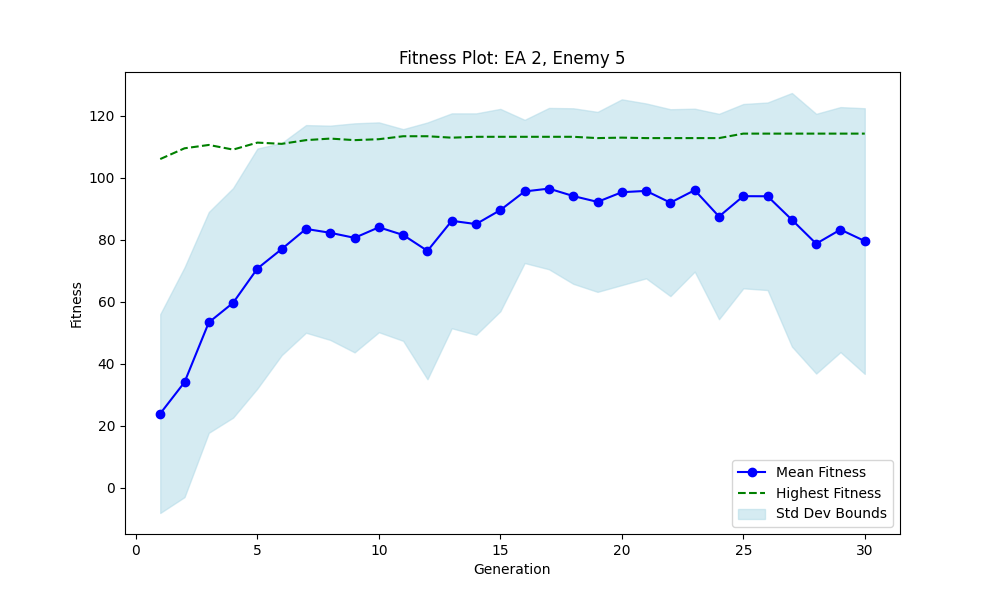 Fitness Plot: EA 2, Enemy 5
120
100
80
60
40
20
0
Fitness
Mean Fitness
Highest Fitness
Std Dev Bounds
0 5 10 15 20 25 30
Generation